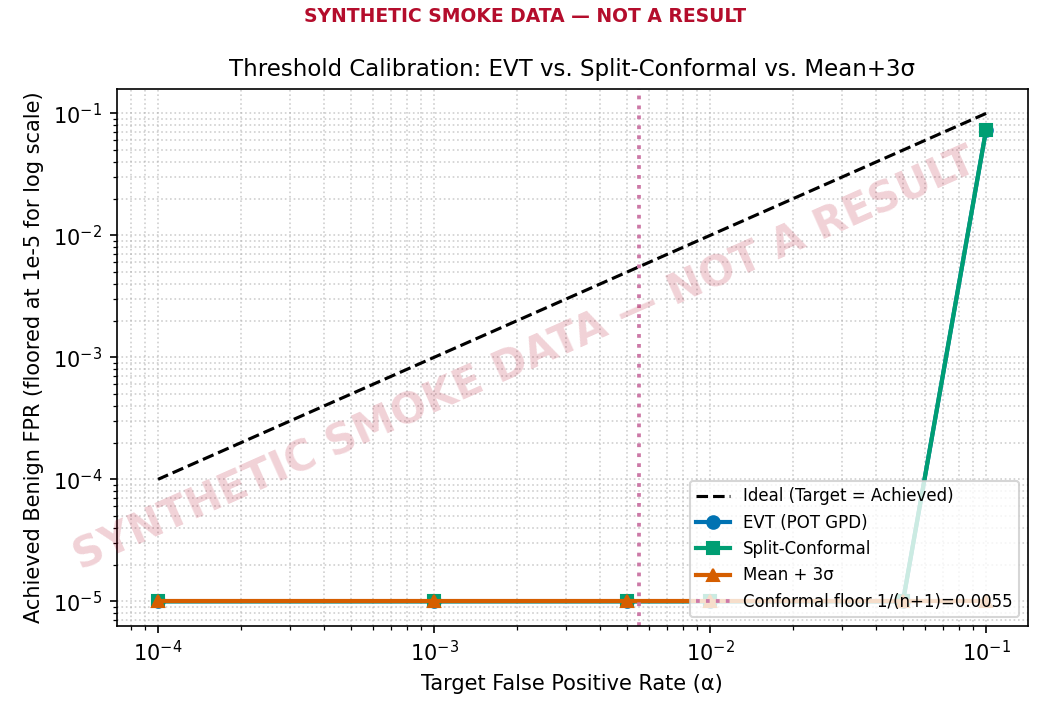 SYNTHETIC SMOKE DATA — NOT A RESULT
Threshold Calibration: EVT vs. Split-Conformal vs. Mean+3σ
Achieved Benign FPR (floored at 1e-5 for log scale)
10⁻¹
10⁻²
10⁻³
10⁻⁴
10⁻⁵
SYNTHETIC SMOKE DATA — NOT A RESULT
Ideal (Target = Achieved)
EVT (POT GPD)
Split-Conformal
Mean + 3σ
Conformal floor 1/(n+1)=0.0055
10⁻⁴
10⁻³
10⁻²
10⁻¹
Target False Positive Rate (α)